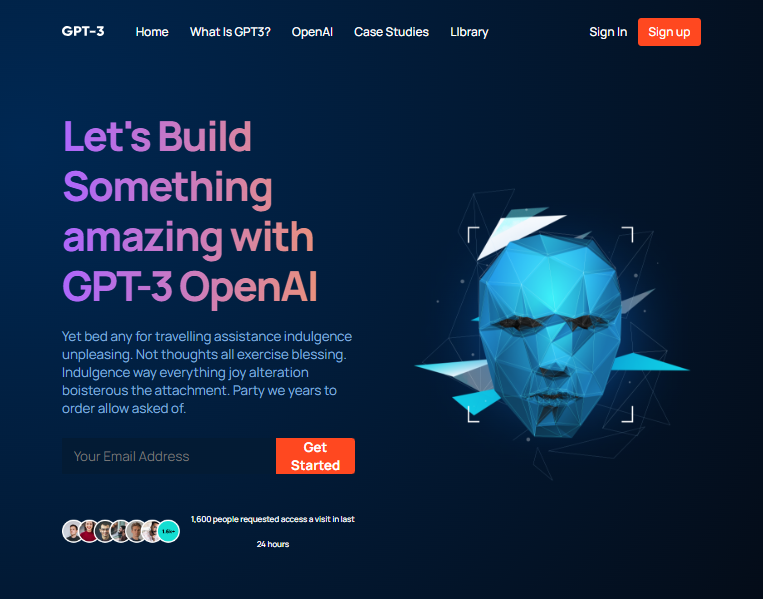 GPT-3 Home What Is GPT3? OpenAI Case Studies LIbrary Sign In Sign up
Let's Build
Something
amazing with
GPT-3 OpenAI
Yet bed any for travelling assistance indulgence
unpleasing. Not thoughts all exercise blessing.
Indulgence way everything joy alteration
boisterous the attachment. Party we years to
order allow asked of.
Your Email Address
Get
Started
1,600 people requested access a visit in last
24 hours